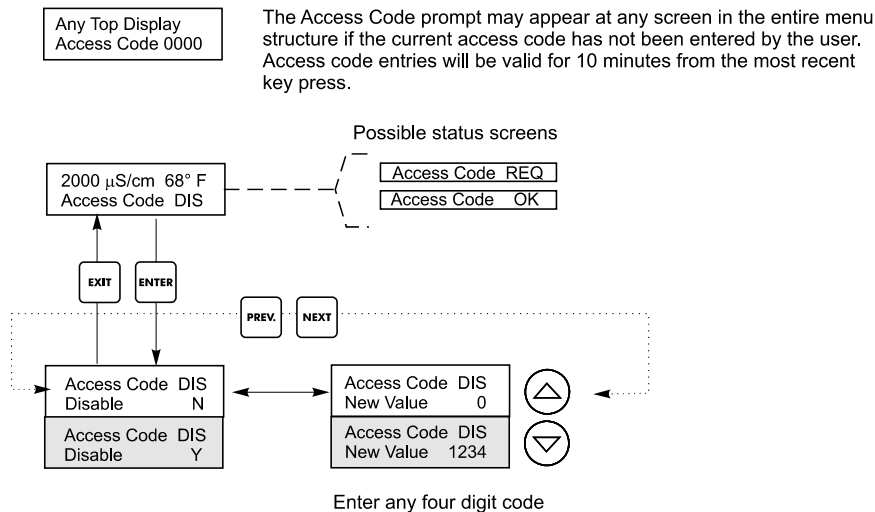 Any Top Display
Access Code 0000
The Access Code prompt may appear at any screen in the entire menu
structure if the current access code has not been entered by the user.
Access code entries will be valid for 10 minutes from the most recent
key press.
Possible status screens
2000 µS/cm 68° F
Access Code DIS
Access Code REQ
Access Code OK
EXIT
ENTER
PREV.
NEXT
Access Code DIS
Disable N
Access Code DIS
Disable Y
Access Code DIS
New Value 0
Access Code DIS
New Value 1234
Enter any four digit code